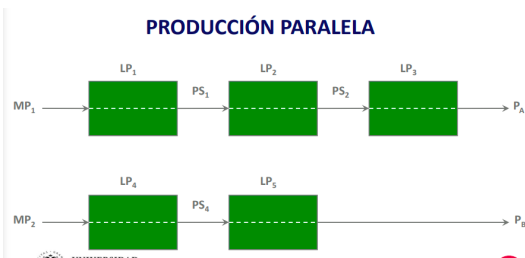 PRODUCCIÓN PARALELA
LP1 LP2 LP3
MP1 PS1 PS2 PA
LP4 LP5
MP2 PS4 PB